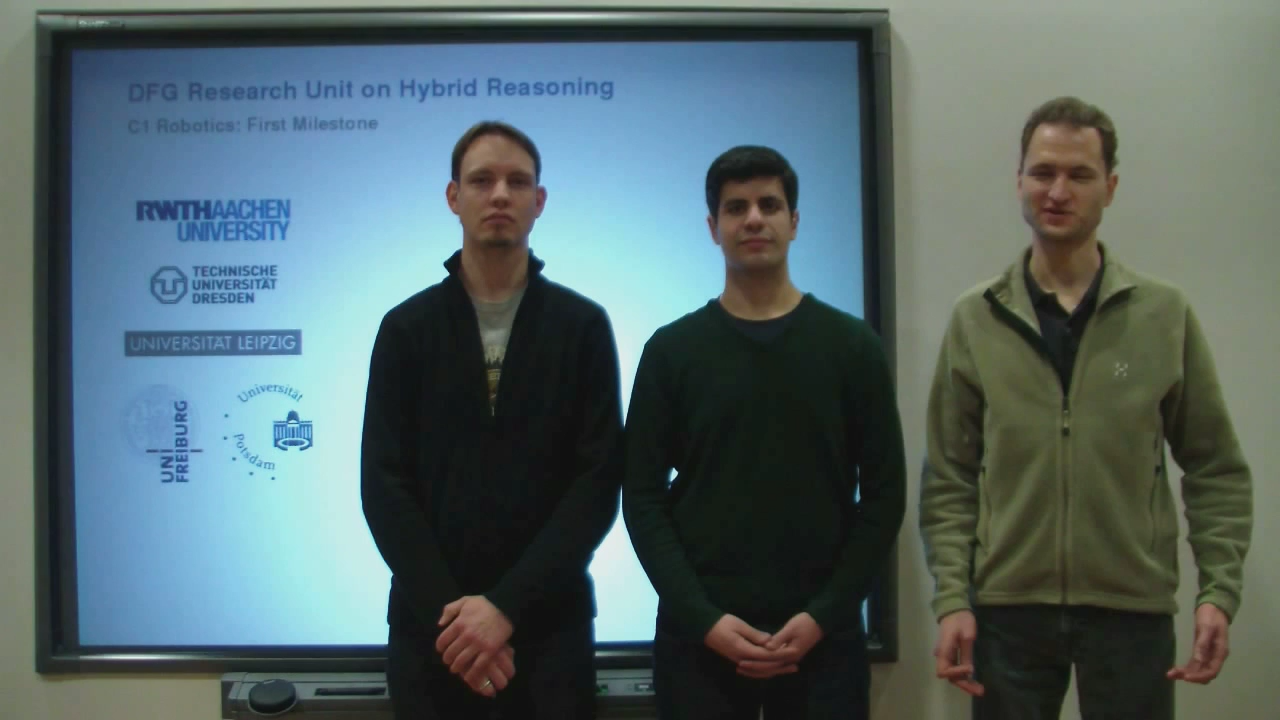 DFG Research Unit on Hybrid Reasoning
C1 Robotics: First Milestone
RWTHAACHEN
UNIVERSITY
TECHNISCHE
UNIVERSITÄT
DRESDEN
UNIVERSITÄT LEIPZIG
UNI
FREIBURG
Universität
Potsdam